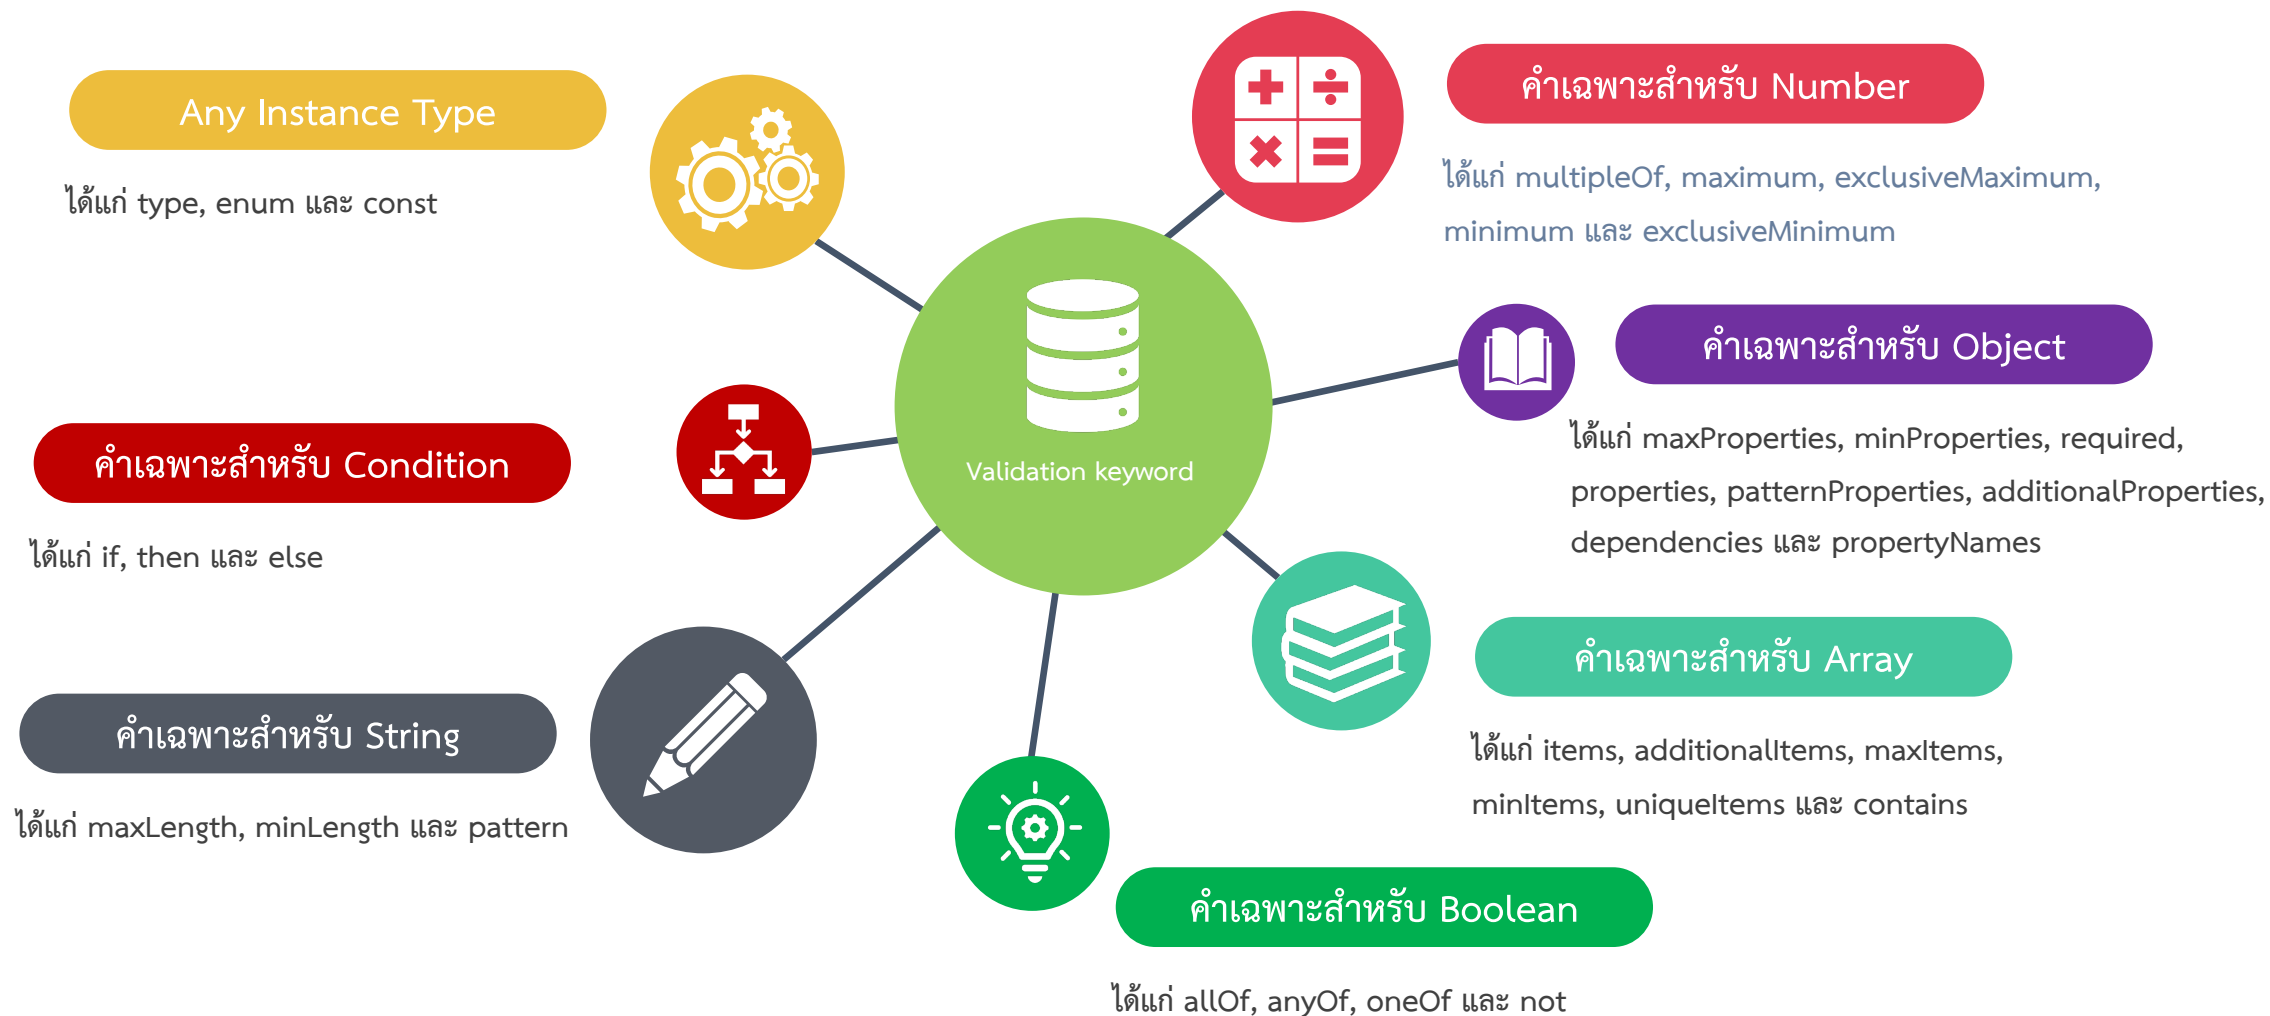 Any Instance Type
ได้แก่ type, enum และ const
คำเฉพาะสำหรับ Condition
ได้แก่ if, then และ else
คำเฉพาะสำหรับ String
ได้แก่ maxLength, minLength และ pattern
Validation keyword
คำเฉพาะสำหรับ Number
ได้แก่ multipleOf, maximum, exclusiveMaximum,
minimum และ exclusiveMinimum
คำเฉพาะสำหรับ Object
ได้แก่ maxProperties, minProperties, required,
properties, patternProperties, additionalProperties,
dependencies และ propertyNames
คำเฉพาะสำหรับ Array
ได้แก่ items, additionalItems, maxItems,
minItems, uniqueItems และ contains
คำเฉพาะสำหรับ Boolean
ได้แก่ allOf, anyOf, oneOf และ not